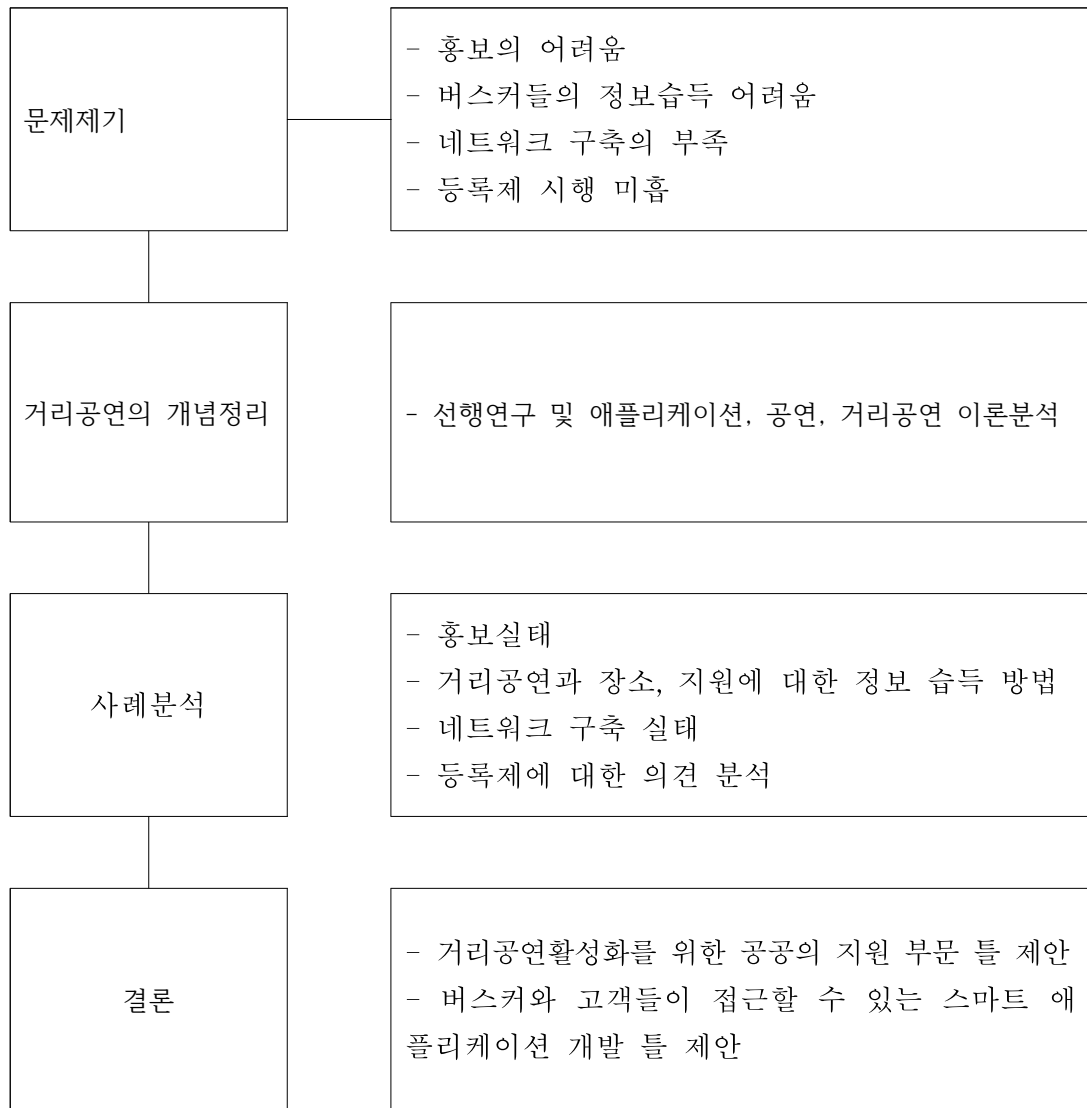 문제제기
- 홍보의 어려움
- 버스커들의 정보습득 어려움
- 네트워크 구축의 부족
- 등록제 시행 미흡
거리공연의 개념정리
- 선행연구 및 애플리케이션, 공연, 거리공연 이론분석
사례분석
- 홍보실태
- 거리공연과 장소, 지원에 대한 정보 습득 방법
- 네트워크 구축 실태
- 등록제에 대한 의견 분석
결론
- 거리공연활성화를 위한 공공의 지원 부문 틀 제안
- 버스커와 고객들이 접근할 수 있는 스마트 애
플리케이션 개발 틀 제안